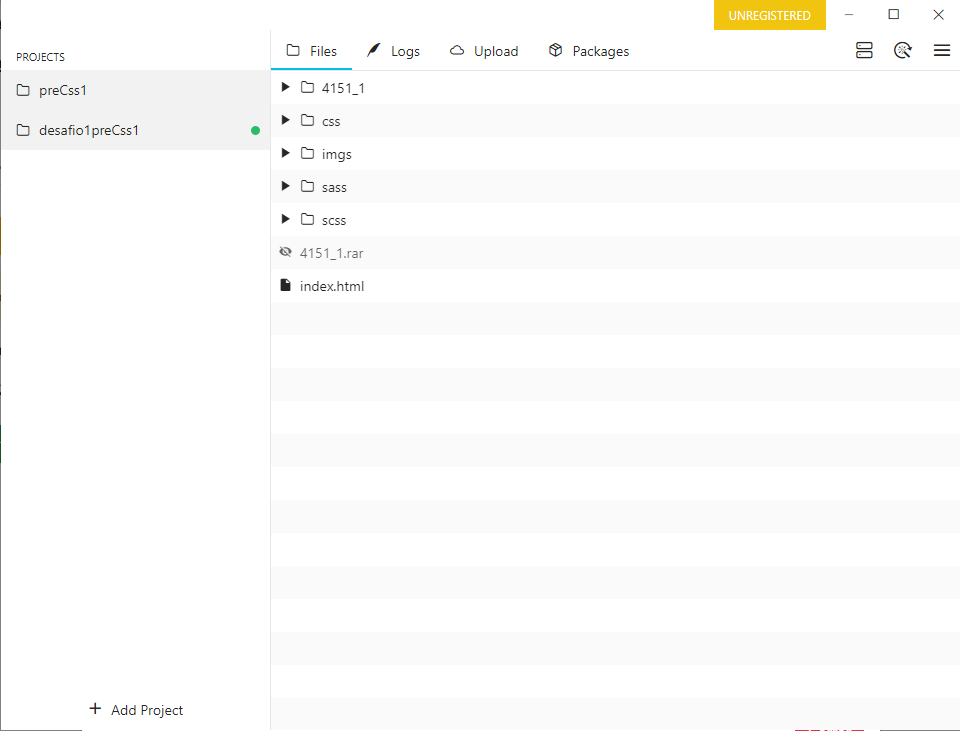 UNREGISTERED
PROJECTS
preCss1
desafio1preCss1
Files Logs Upload Packages
4151_1
css
imgs
sass
scss
4151_1.rar
index.html
Add Project